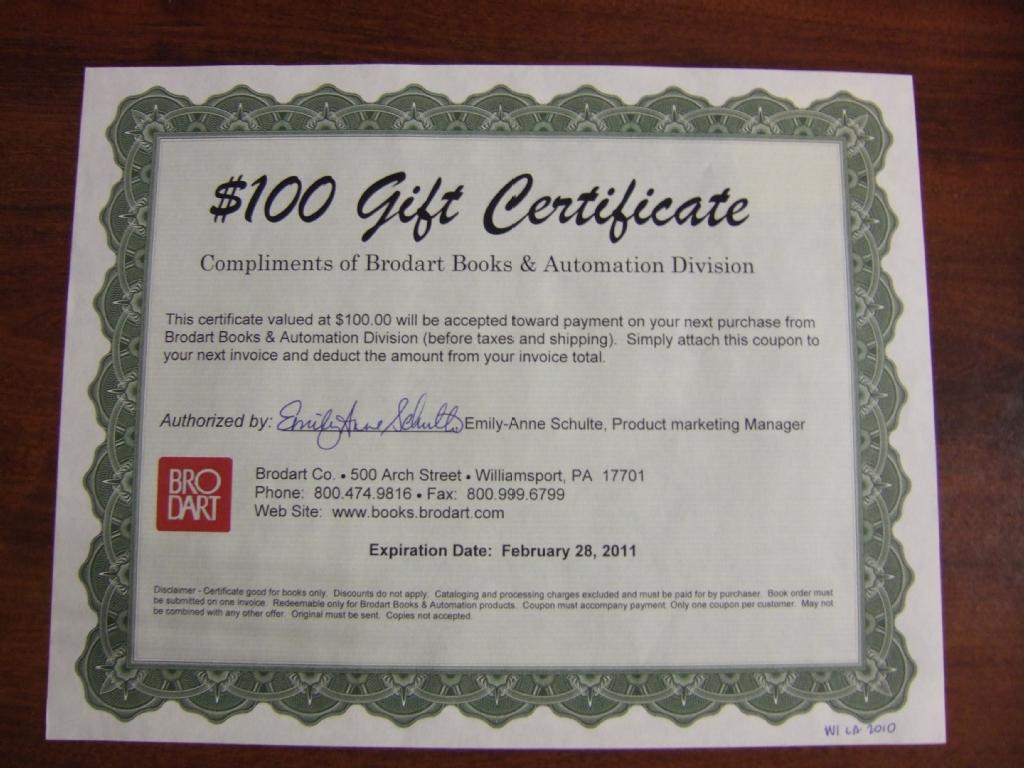 $100 Gift Certificate
Compliments of Brodart Books & Automation Division
This certificate valued at $100.00 will be accepted toward payment on your next purchase from
Brodart Books & Automation Division (before taxes and shipping). Simply attach this coupon to
your next invoice and deduct the amount from your invoice total.
Authorized by: Emily Anne Schulte Emily-Anne Schulte, Product marketing Manager
BRO
DART
Brodart Co. • 500 Arch Street • Williamsport, PA 17701
Phone: 800.474.9816 • Fax: 800.999.6799
Web Site: www.books.brodart.com
Expiration Date: February 28, 2011
Disclaimer - Certificate good for books only. Discounts do not apply. Cataloging and processing charges excluded and must be paid for by purchaser. Book order must
be submitted on one invoice. Redeemable only for Brodart Books & Automation products. Coupon must accompany payment. Only one coupon per customer. May not
be combined with any other offer. Original must be sent. Copies not accepted.
WI LA 2010